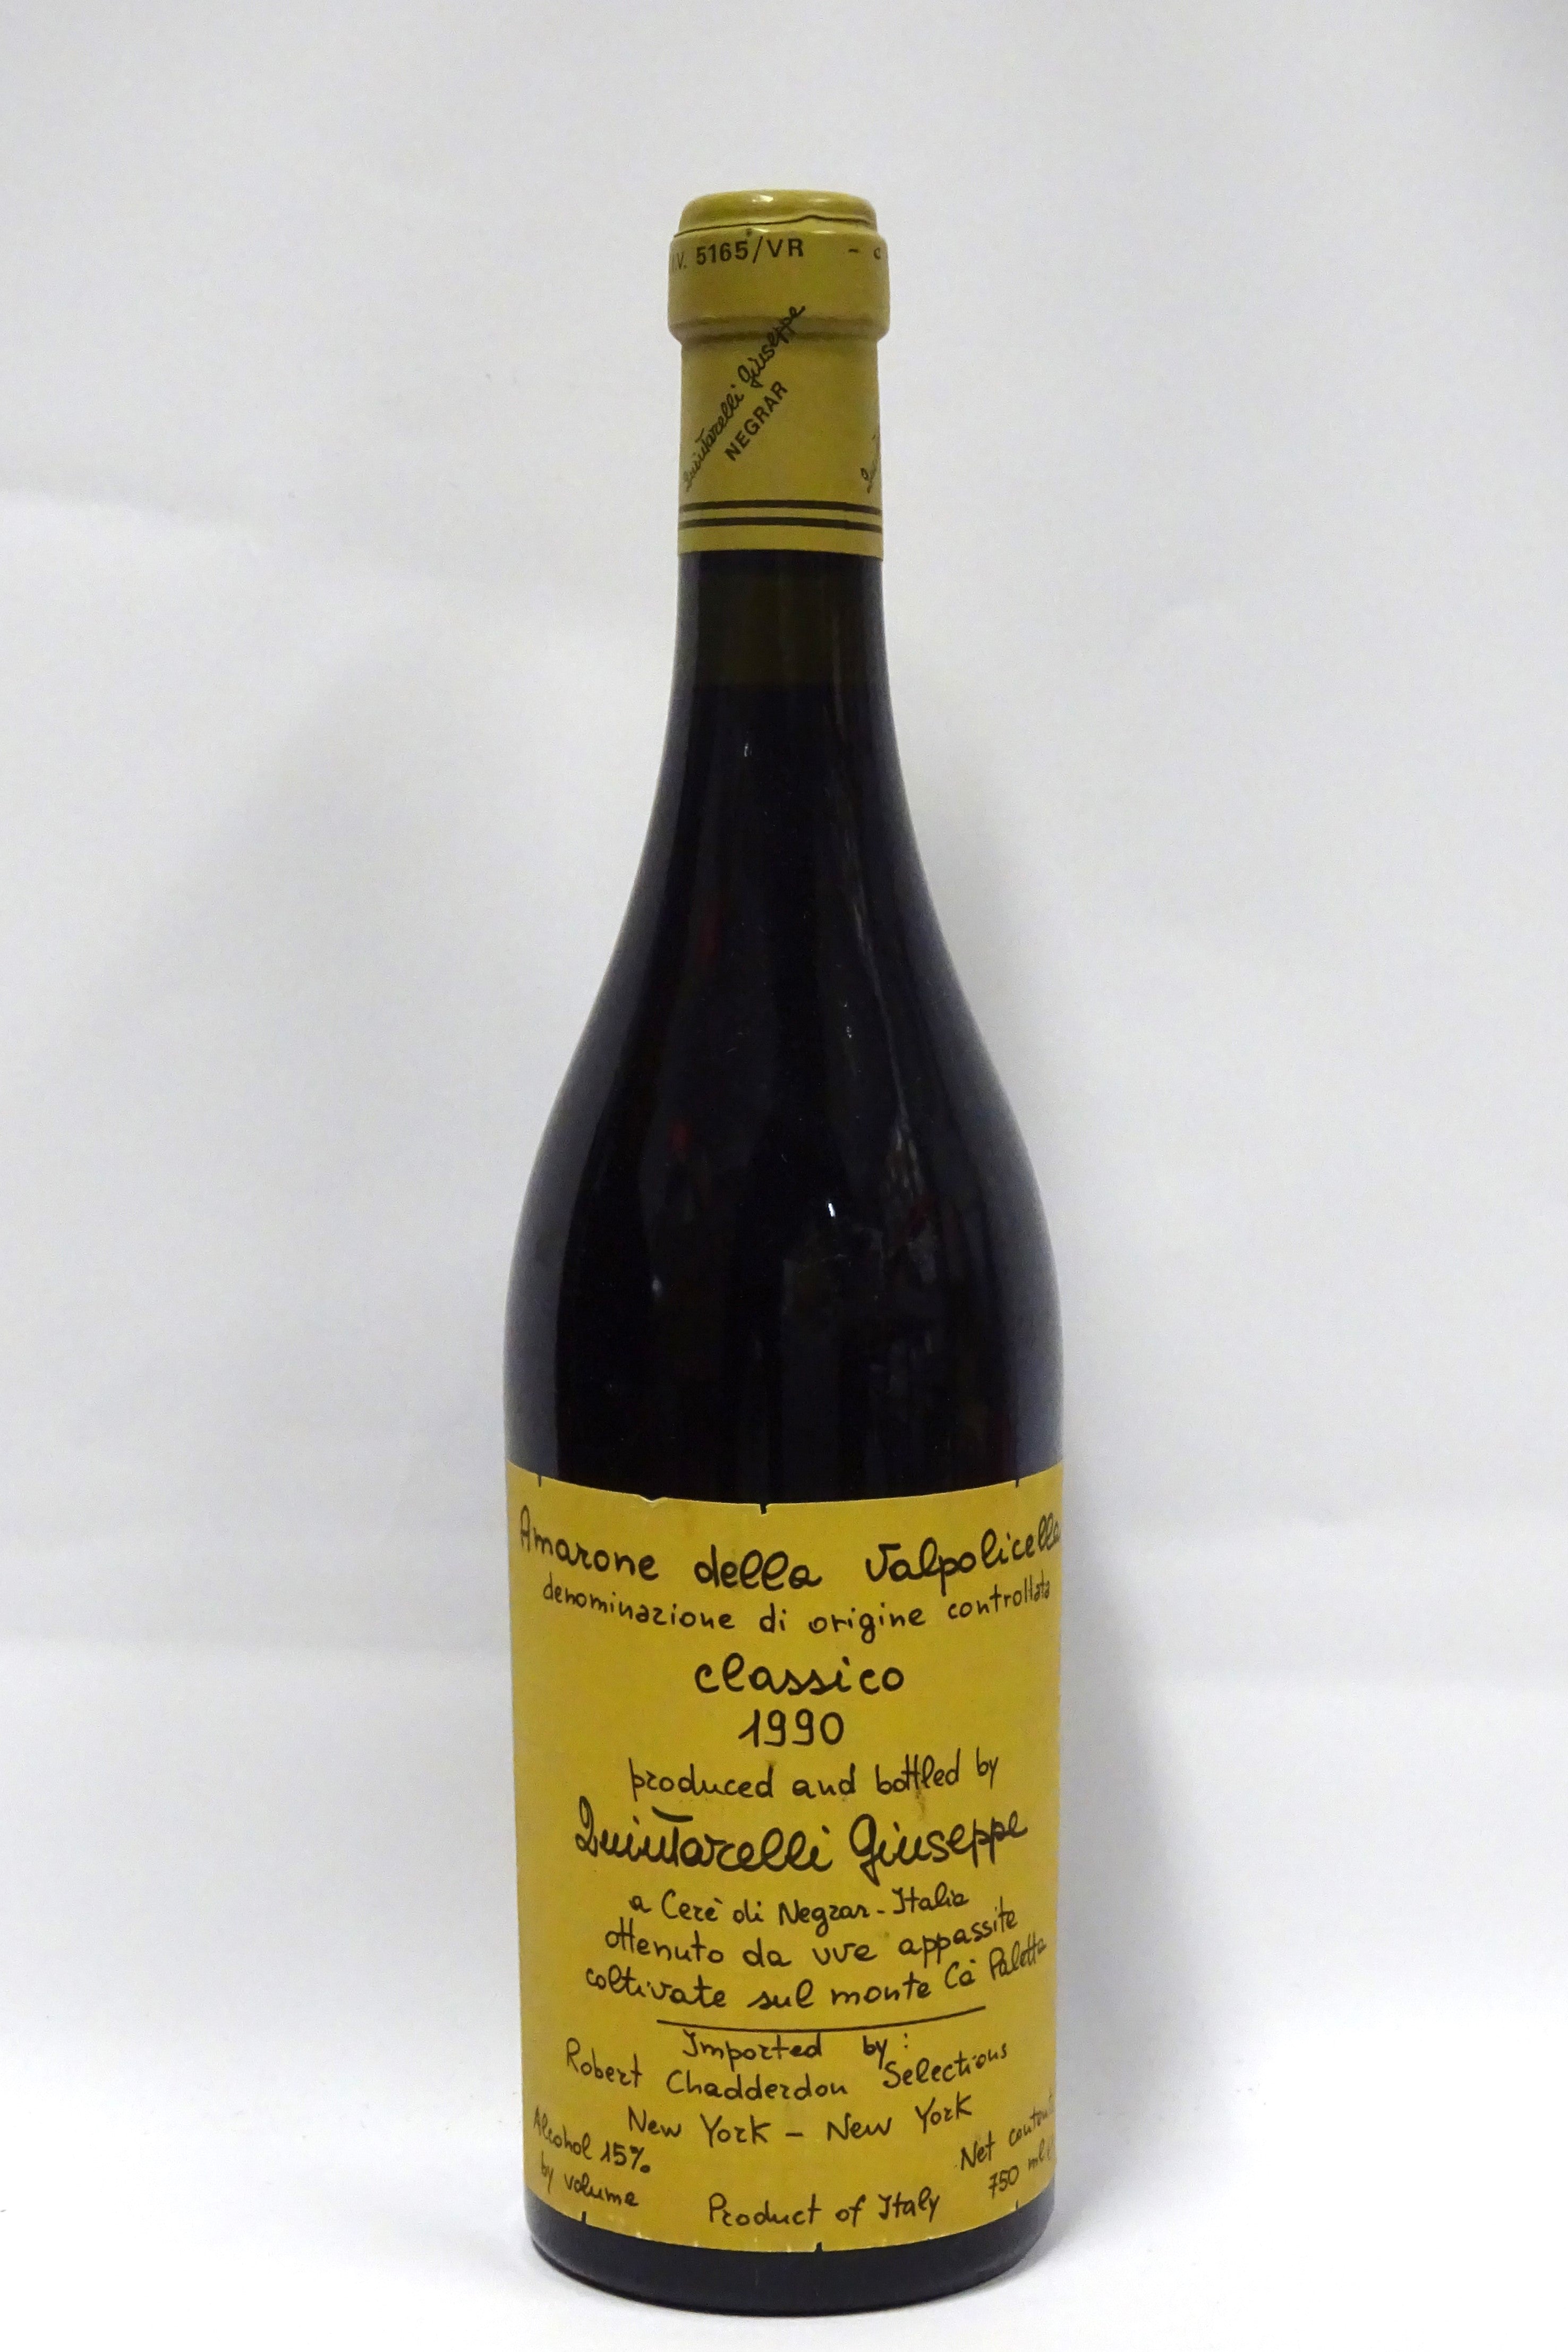 I.V. 5165/VR -
Quintarelli Giuseppe
NEGRAR
Amarone della Valpolicella
denominazione di origine controllata
classico
1990
produced and bottled by
Quintarelli Giuseppe
a Cerè di Negrar - Italia
ottenuto da uve appassite
coltivate sul monte Cà Paletta
Imported by:
Robert Chadderdon Selections
New York - New York
Alcohol 15%
by volume
Product of Italy
Net contents
750 ml